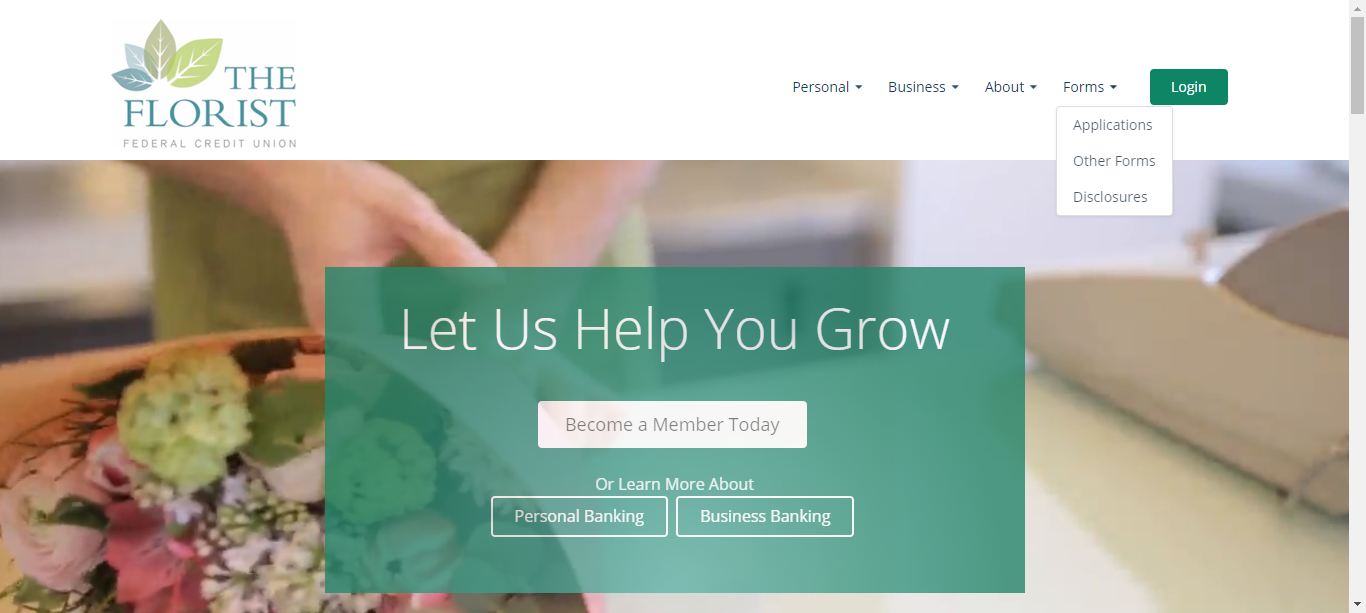 THE
FLORIST
FEDERAL CREDIT UNION
Personal Business About Forms Login
Applications
Other Forms
Disclosures
Let Us Help You Grow
Become a Member Today
Or Learn More About
Personal Banking Business Banking